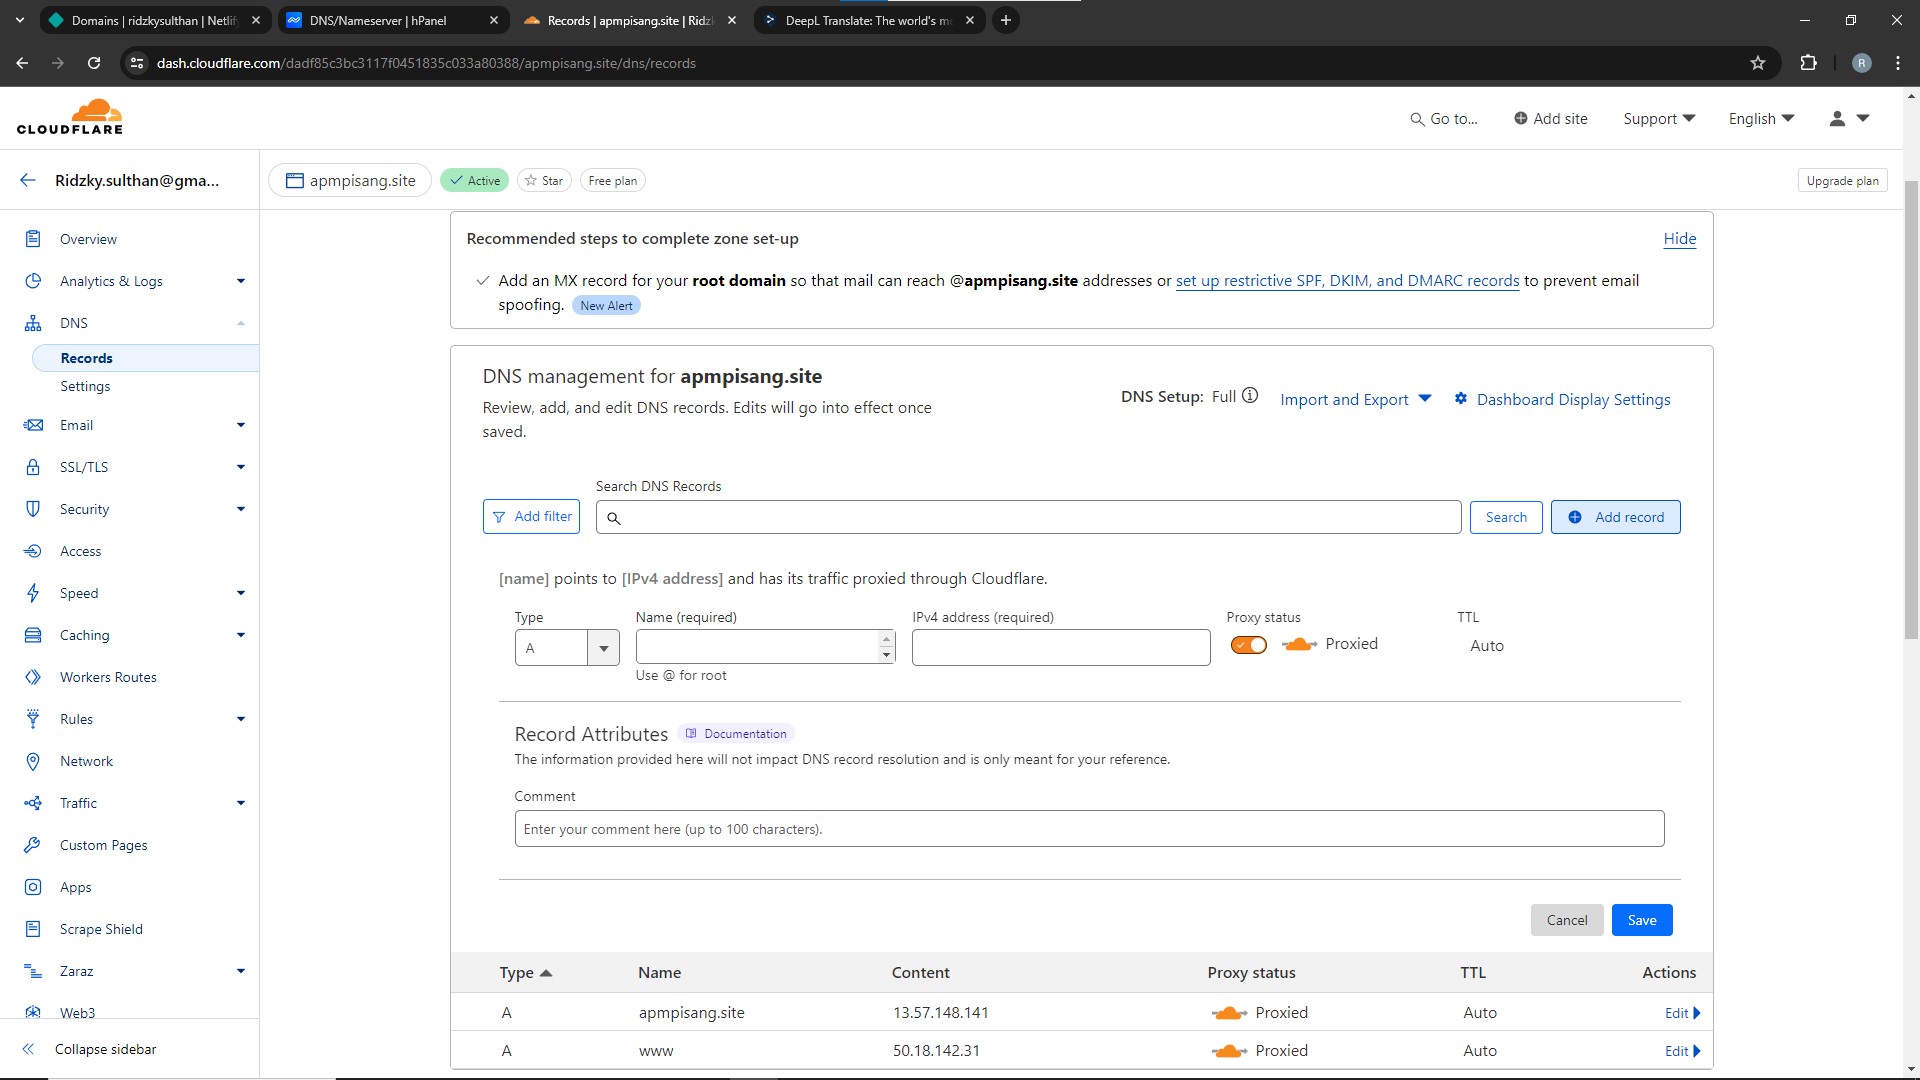 Domains | ridzkysulthan | Netlif
DNS/Nameserver | hPanel
Records | apmpisang.site | Ridz
DeepL Translate: The world's m
dash.cloudflare.com/dadf85c3bc3117f0451835c033a80388/apmpisang.site/dns/records
R
CLOUDFLARE
Go to...
Add site
Support
English
Ridzky.sulthan@gma...
apmpisang.site
Active
Star
Free plan
Upgrade plan
Overview
Analytics & Logs
DNS
Records
Settings
Email
SSL/TLS
Security
Access
Speed
Caching
Workers Routes
Rules
Network
Traffic
Custom Pages
Apps
Scrape Shield
Zaraz
Web3
Collapse sidebar
Recommended steps to complete zone set-up
Hide
Add an MX record for your root domain so that mail can reach @apmpisang.site addresses or set up restrictive SPF, DKIM, and DMARC records to prevent email
spoofing. New Alert
DNS management for apmpisang.site
Review, add, and edit DNS records. Edits will go into effect once
saved.
DNS Setup: Full
Import and Export
Dashboard Display Settings
Search DNS Records
Add filter
Search
Add record
[name] points to [IPv4 address] and has its traffic proxied through Cloudflare.
Type
Name (required)
IPv4 address (required)
Proxy status
TTL
A
Proxied
Auto
Use @ for root
Record Attributes
Documentation
The information provided here will not impact DNS record resolution and is only meant for your reference.
Comment
Enter your comment here (up to 100 characters).
Cancel
Save
Type Name Content Proxy status TTL Actions
A apmpisang.site 13.57.148.141 Proxied Auto Edit
A www 50.18.142.31 Proxied Auto Edit